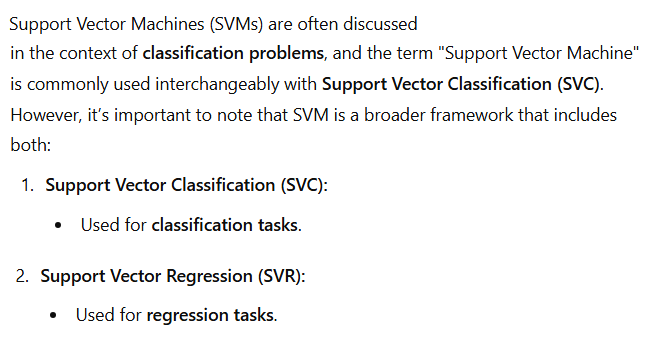 Support Vector Machines (SVMs) are often discussed
in the context of classification problems, and the term "Support Vector Machine"
is commonly used interchangeably with Support Vector Classification (SVC).
However, it’s important to note that SVM is a broader framework that includes
both:
1. Support Vector Classification (SVC):
• Used for classification tasks.
2. Support Vector Regression (SVR):
• Used for regression tasks.